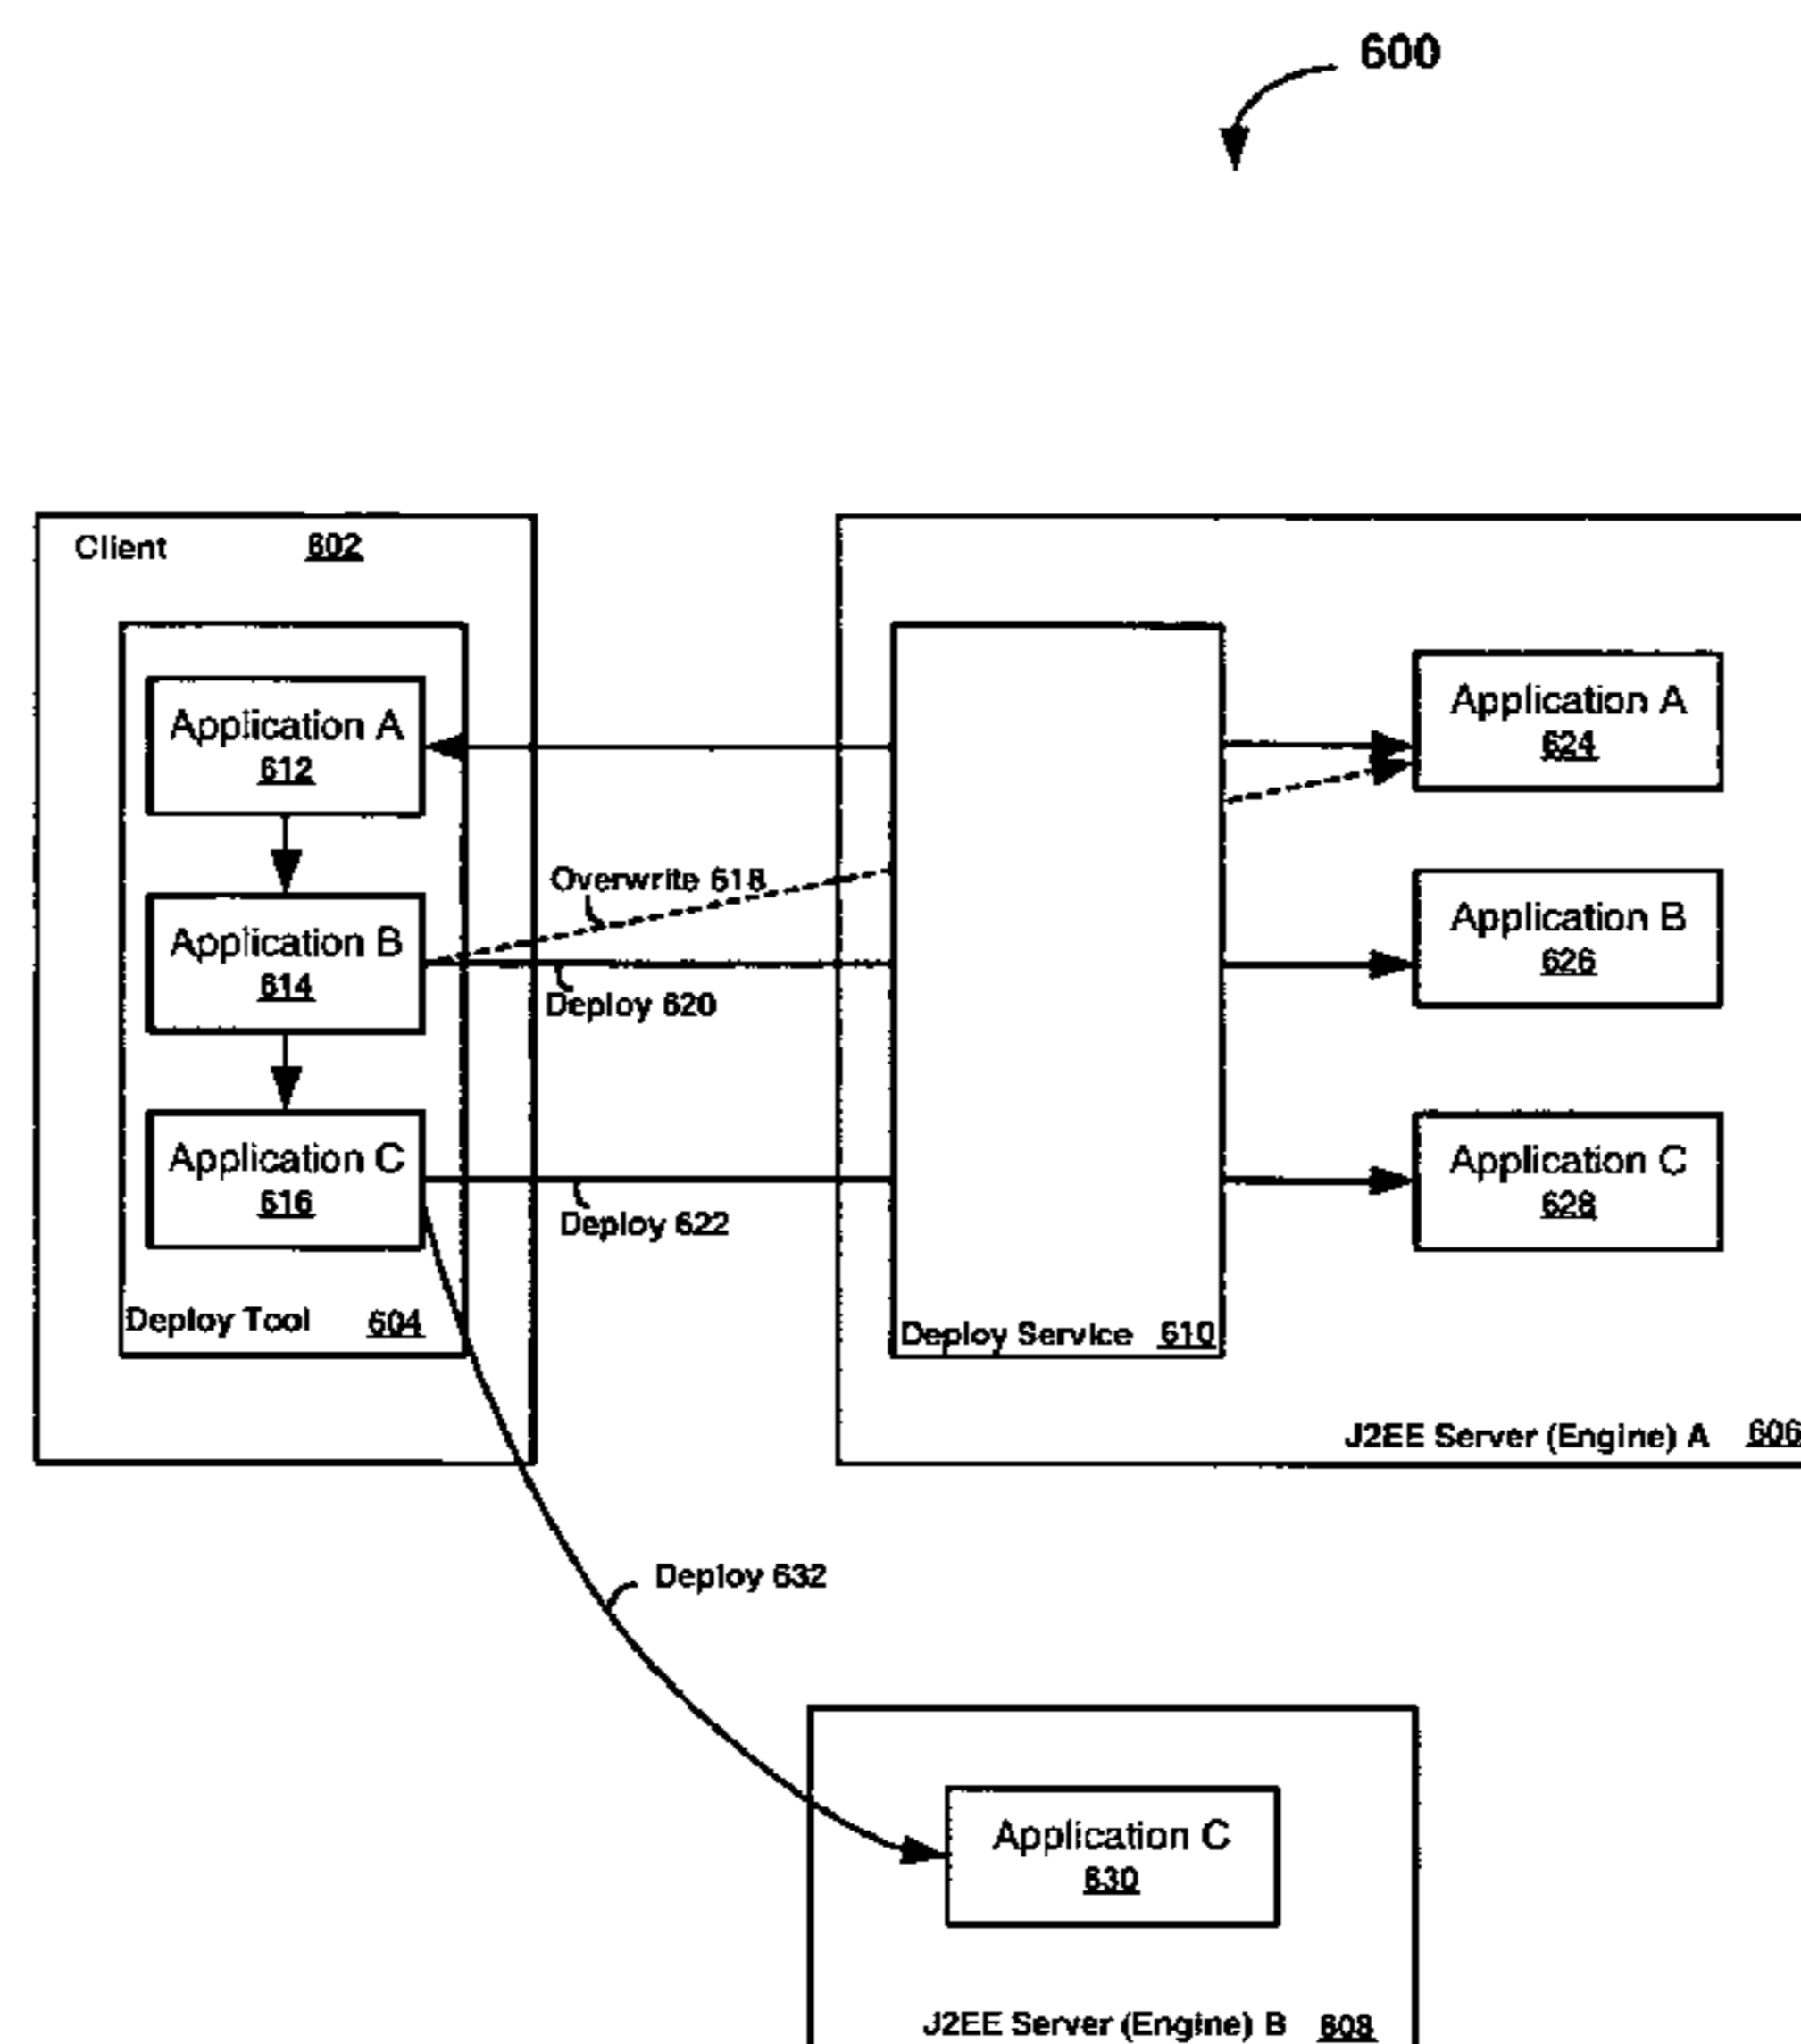 600
Client 602
Application A
612
Application B
614
Application C
616
Deploy Tool 604
Overwrite 618
Deploy 620
Deploy 622
Application A
624
Application B
626
Application C
628
Deploy Service 610
J2EE Server (Engine) A 606
Deploy 632
Application C
630
J2EE Server (Engine) B 608